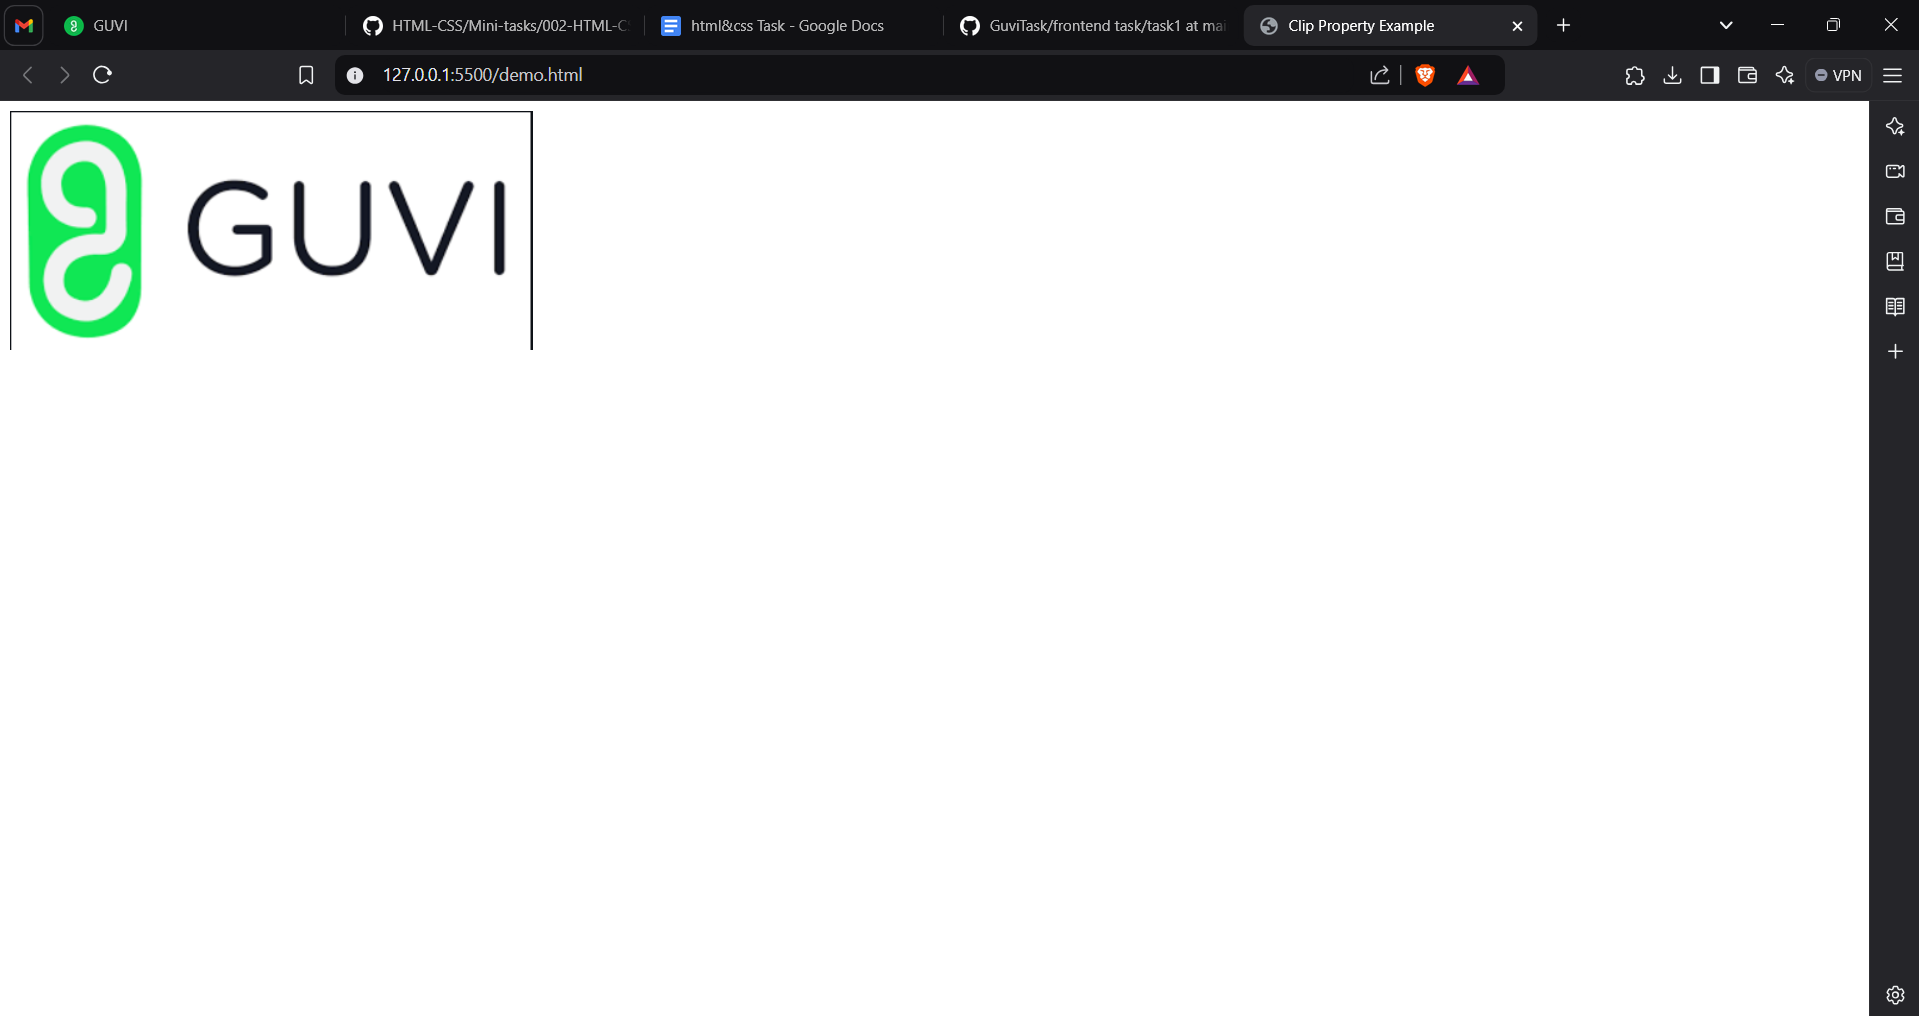 GUVI
HTML-CSS/Mini-tasks/002-HTML-C
html&css Task - Google Docs
GuviTask/frontend task/task1 at mai
Clip Property Example
127.0.0.1:5500/demo.html
VPN
GUVI